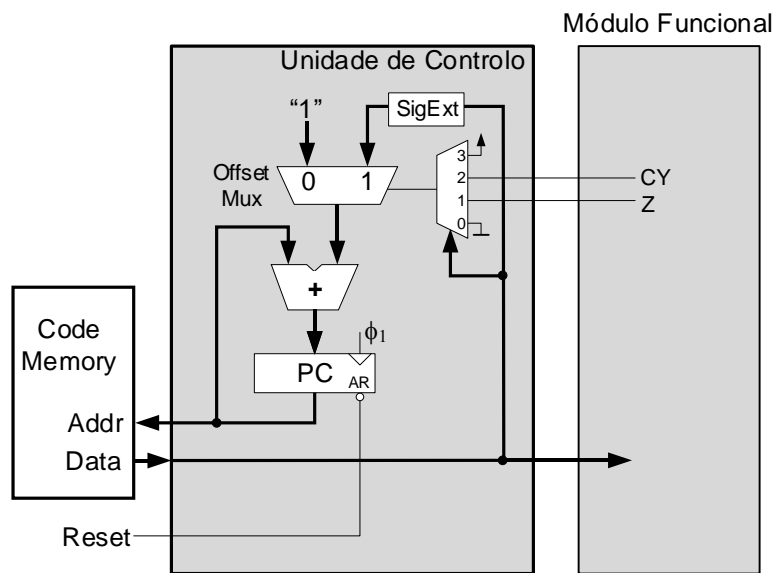 Módulo Funcional
Unidade de Controlo
“1”
SigExt
Offset
Mux
0 1
3
2
1
0
CY
Z
+
ϕ1
PC
AR
Code
Memory
Addr
Data
Reset